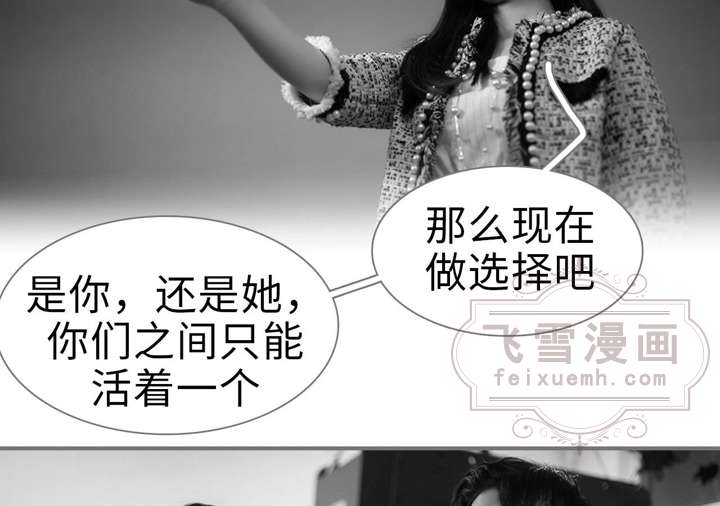 那么现在
做选择吧
是你，还是她，
你们之间只能
活着一个
飞雪漫画
feixuemh.com